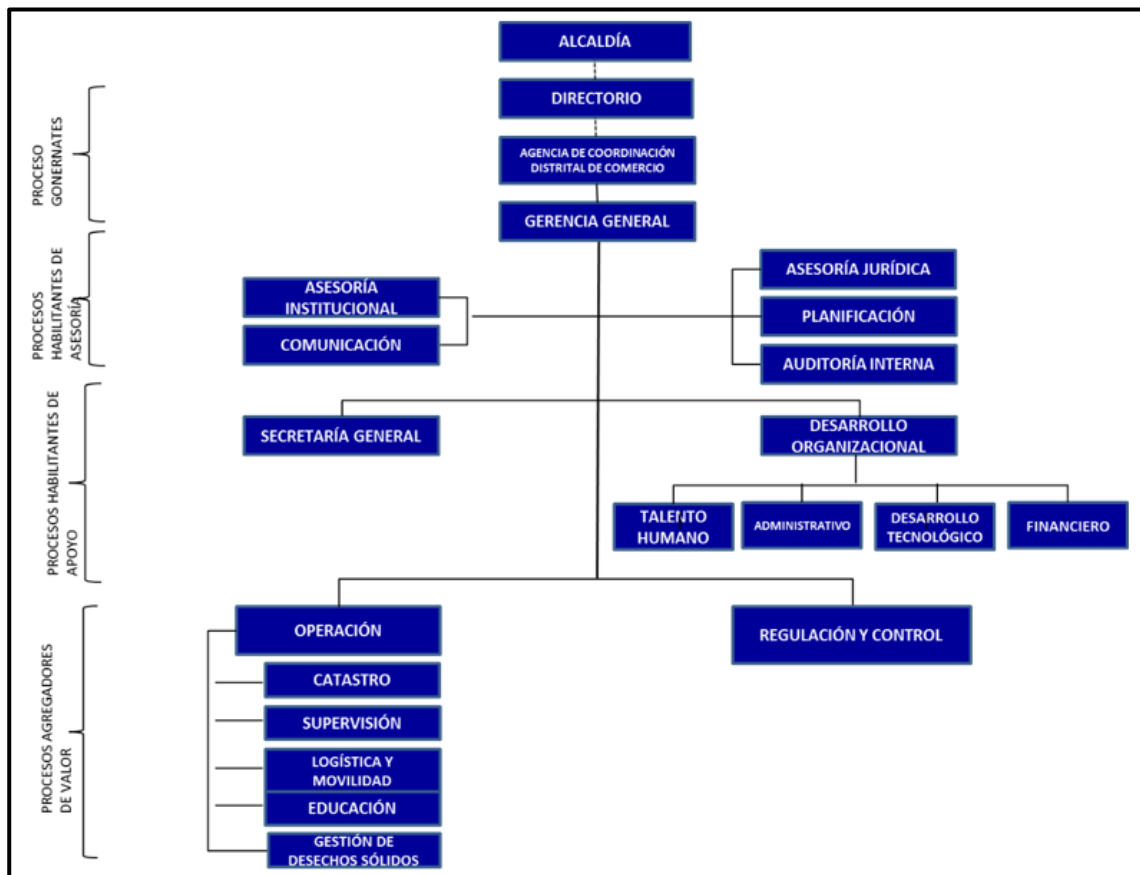 ALCALDÍA
DIRECTORIO
AGENCIA DE COORDINACIÓN
DISTRITAL DE COMERCIO
GERENCIA GENERAL
PROCESO
GONERNATES
ASESORÍA
INSTITUCIONAL
COMUNICACIÓN
ASESORÍA JURÍDICA
PLANIFICACIÓN
AUDITORÍA INTERNA
PROCESOS
HABILITANTES DE
ASESORÍA
SECRETARÍA GENERAL
DESARROLLO
ORGANIZACIONAL
TALENTO
HUMANO
ADMINISTRATIVO
DESARROLLO
TECNOLÓGICO
FINANCIERO
PROCESOS HABILITANTES DE
APOYO
OPERACIÓN
REGULACIÓN Y CONTROL
CATASTRO
SUPERVISIÓN
LOGÍSTICA Y
MOVILIDAD
EDUCACIÓN
GESTIÓN DE
DESECHOS SÓLIDOS
PROCESOS AGREGADORES
DE VALOR